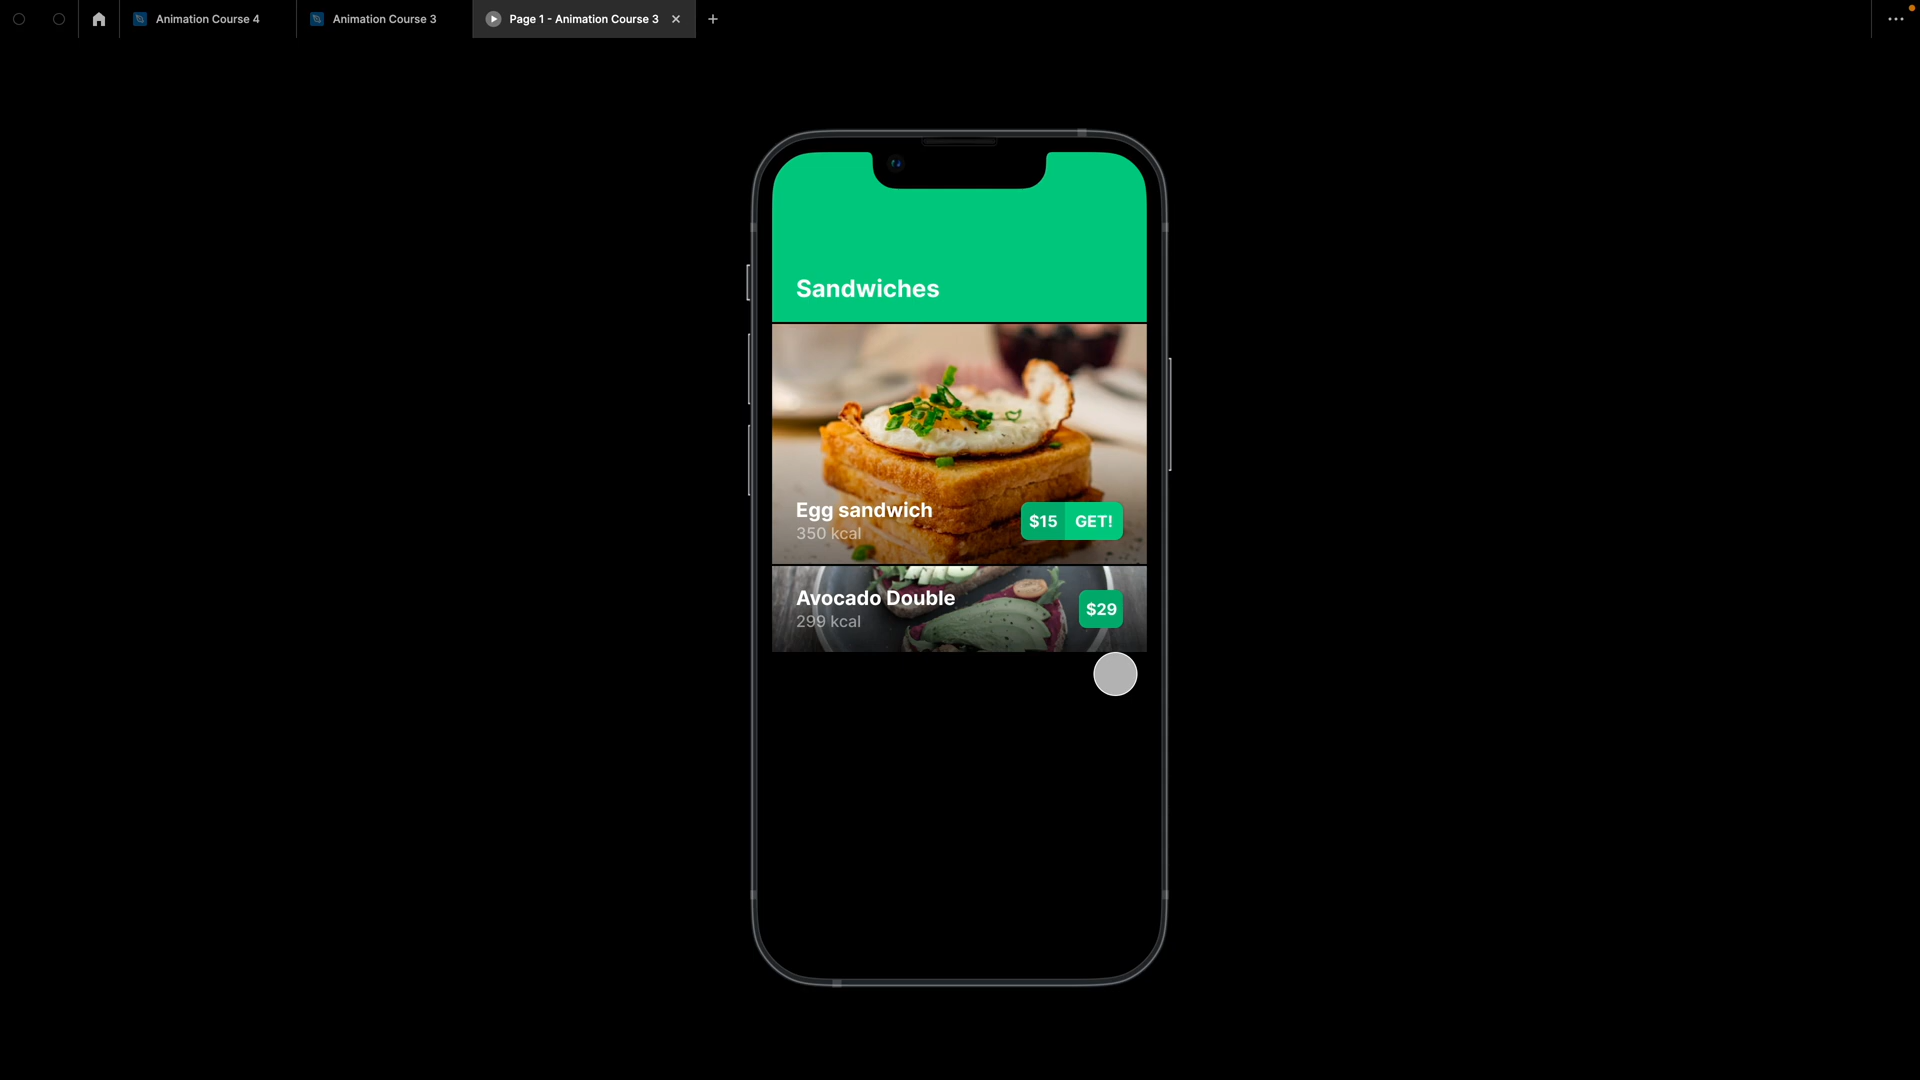 Animation Course 4
Animation Course 3
Page 1 - Animation Course 3
Sandwiches
Egg sandwich
350 kcal
$15 GET!
Avocado Double
299 kcal
$29